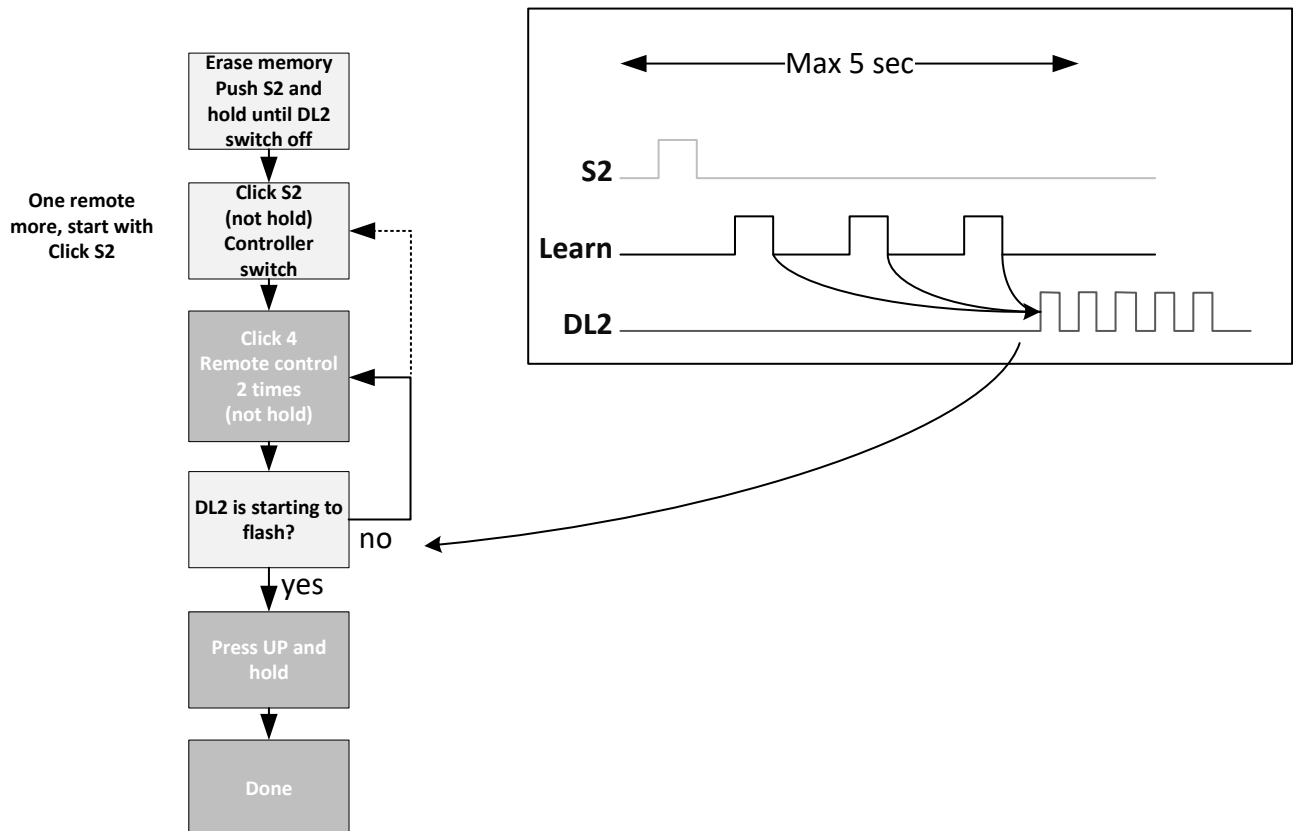 Erase memory
Push S2 and
hold until DL2
switch off
One remote
more, start with
Click S2
Click S2
(not hold)
Controller
switch
Click 4
Remote control
2 times
(not hold)
DL2 is starting to
flash?
no
yes
Press UP and
hold
Done
Max 5 sec
S2
Learn
DL2